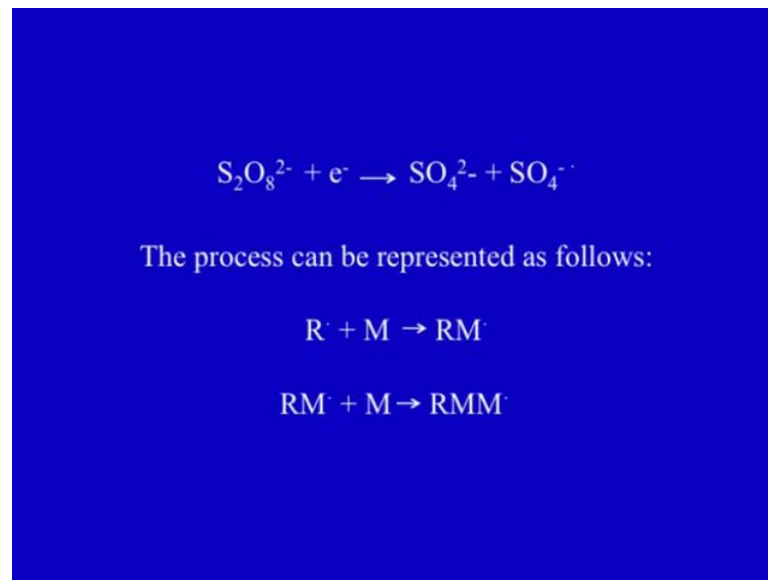 S₂O₈²⁻ + e⁻ → SO₄²- + SO₄⁻˙
The process can be represented as follows:
R˙ + M → RM˙
RM˙ + M → RMM˙